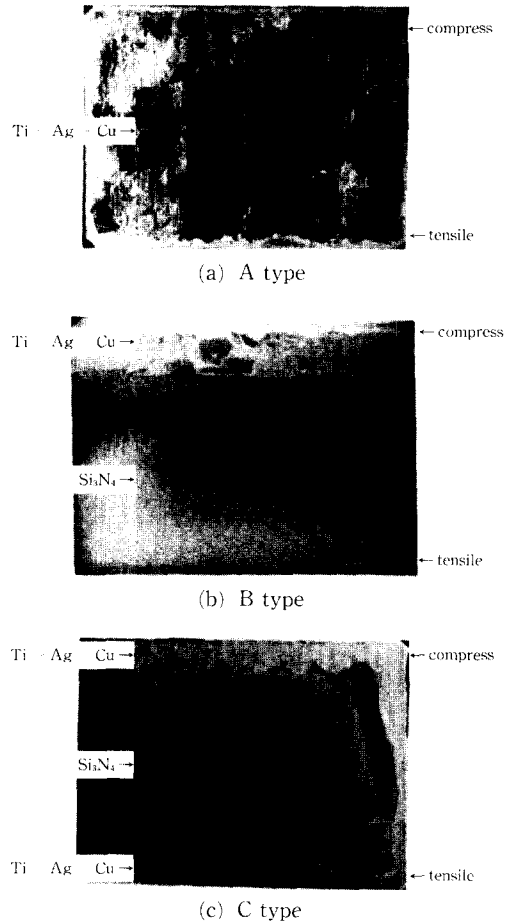 ← compress
Ti - Ag - Cu →
← tensile
(a) A type
Ti Ag Cu →
← compress
Si₃N₄ →
← tensile
(b) B type
Ti Ag Cu →
← compress
Si₃N₄ →
Ti Ag Cu →
← tensile
(c) C type